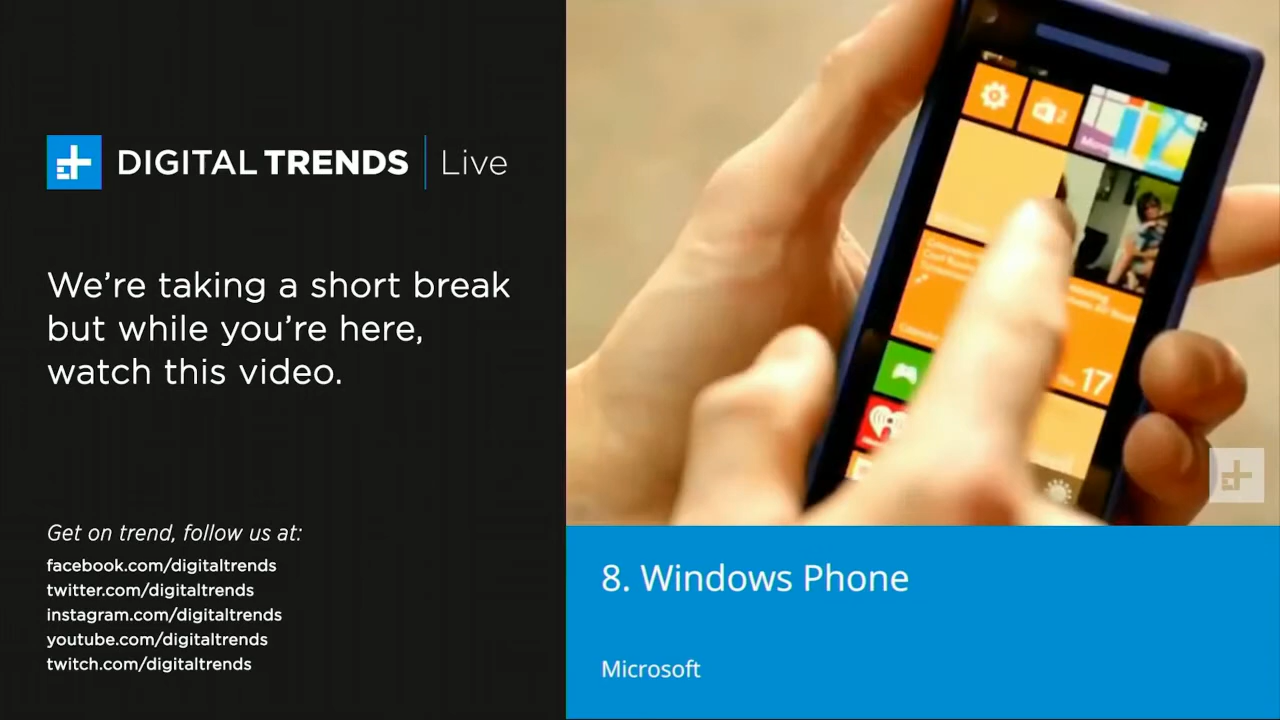 DIGITAL TRENDS | Live
We're taking a short break
but while you're here,
watch this video.
Get on trend, follow us at:
facebook.com/digitaltrends
twitter.com/digitaltrends
instagram.com/digitaltrends
youtube.com/digitaltrends
twitch.com/digitaltrends
2
17
8. Windows Phone
Microsoft